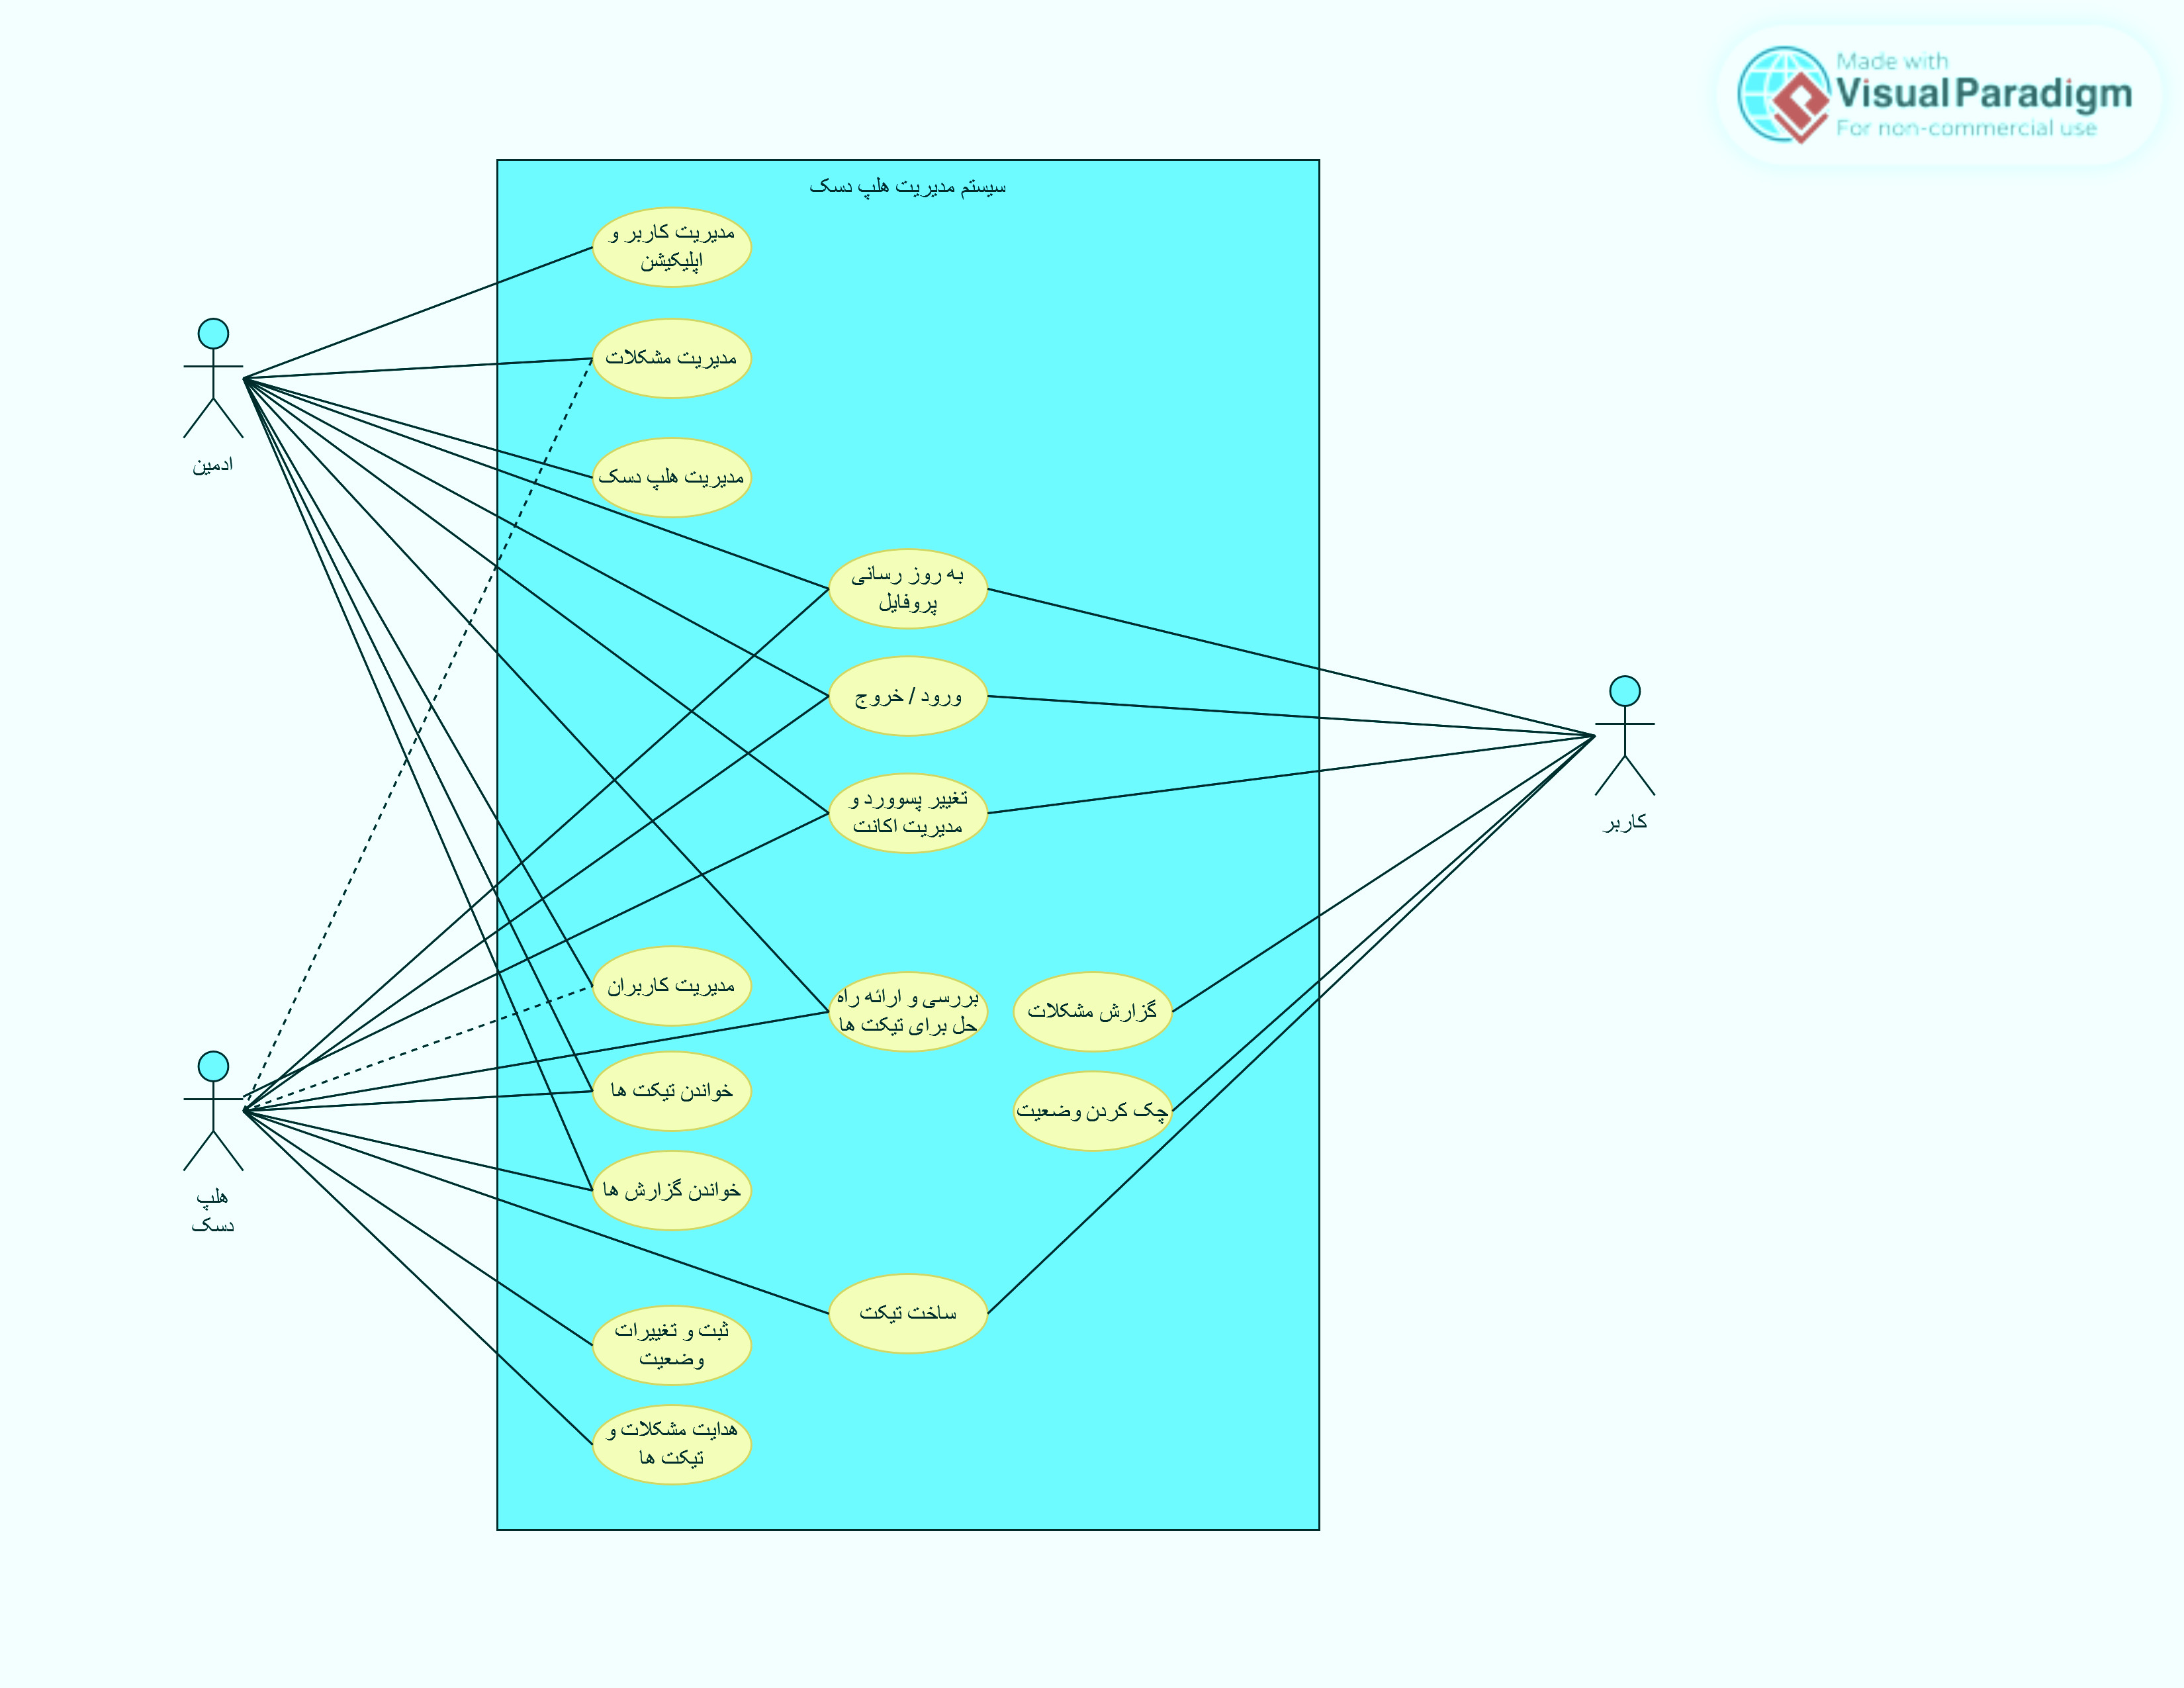 Made with
Visual Paradigm
For non-commercial use
سیستم مدیریت هلپ دسک
مدیریت کاربر و
اپلیکیشن
مدیریت مشکلات
ادمین
مدیریت هلپ دسک
به روز رسانی
پروفایل
ورود / خروج
تغییر پسوورد و
مدیریت اکانت
کاربر
مدیریت کاربران
بررسی و ارائه راه
حل برای تیکت ها
گزارش مشکلات
خواندن تیکت ها
چک کردن وضعیت
هلپ
دسک
خواندن گزارش ها
ساخت تیکت
ثبت و تغییرات
وضعیت
هدایت مشکلات و
تیکت ها